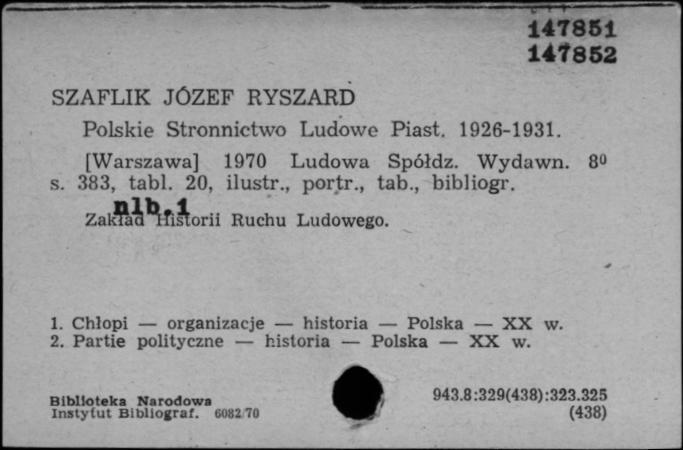 147851
147852
SZAFLIK JÓZEF RYSZARD
Polskie Stronnictwo Ludowe Piast. 1926-1931.
[Warszawa] 1970 Ludowa Spółdz. Wydawn. 8⁰
s. 383, tabl. 20, ilustr., portr., tab., bibliogr.
nlb.1
Zakład Historii Ruchu Ludowego.
1. Chłopi — organizacje — historia — Polska — XX w.
2. Partie polityczne — historia — Polska — XX w.
Biblioteka Narodowa
Instytut Bibliograf. 6082/70
943.8:329(438):323.325
(438)